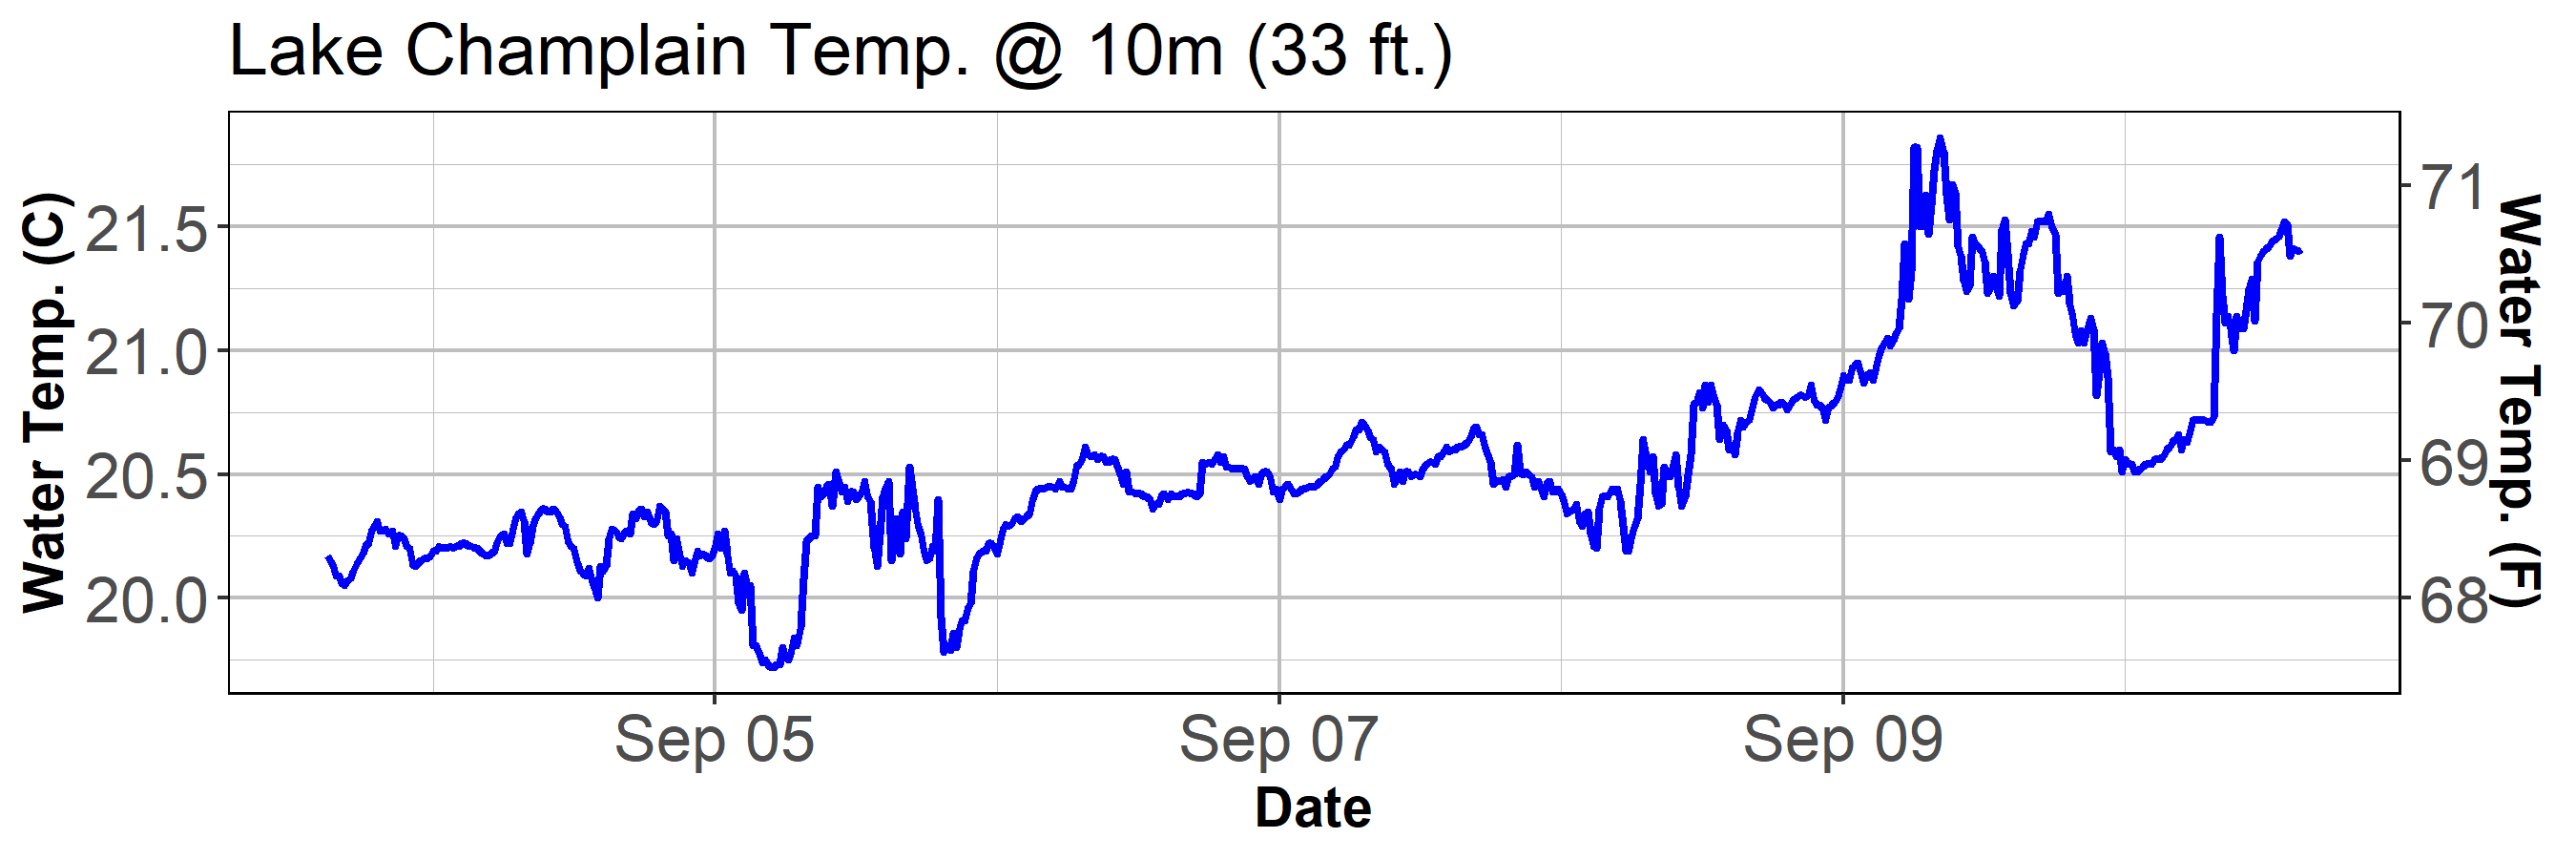 Lake Champlain Temp. @ 10m (33 ft.)
Water Temp. (C)
21.5
21.0
20.5
20.0
71
70
69
68
Water Temp. (F)
Sep 05 Sep 07 Sep 09
Date